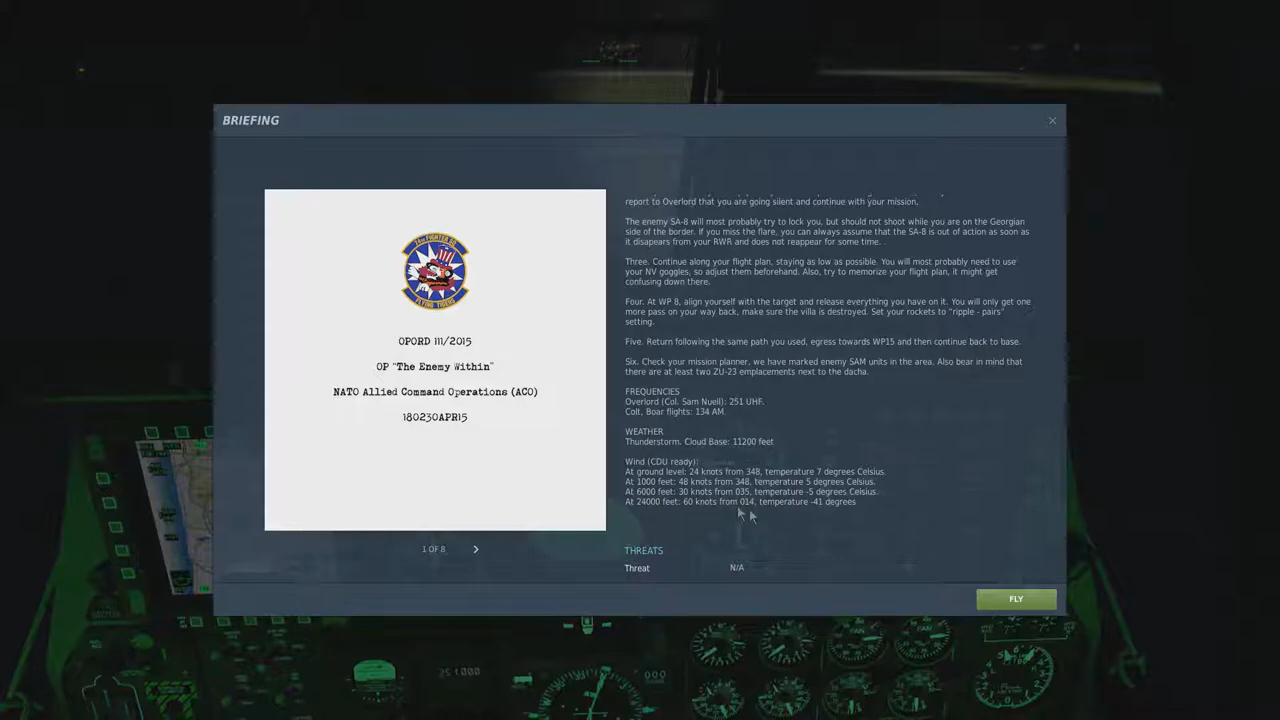 BRIEFING
74th FIGHTER SQ
FLYING TIGERS
OPORD 111/2015
OP "The Enemy Within"
NATO Allied Command Operations (ACO)
180230APR15
1 OF 8
report to Overlord that you are going silent and continue with your mission.
The enemy SA-8 will most probably try to lock you, but should not shoot while you are on the Georgian
side of the border. If you miss the flare, you can always assume that the SA-8 is out of action as soon as
it disapears from your RWR and does not reappear for some time. .
Three. Continue along your flight plan, staying as low as possible. You will most probably need to use
your NV goggles, so adjust them beforehand. Also, try to memorize your flight plan, it might get
confusing down there.
Four. At WP 8, align yourself with the target and release everything you have on it. You will only get one
more pass on your way back, make sure the villa is destroyed. Set your rockets to "ripple - pairs"
setting.
Five. Return following the same path you used, egress towards WP15 and then continue back to base.
Six. Check your mission planner, we have marked enemy SAM units in the area. Also bear in mind that
there are at least two ZU-23 emplacements next to the dacha.
FREQUENCIES
Overlord (Col. Sam Nuell): 251 UHF.
Colt, Boar flights: 134 AM.
WEATHER
Thunderstorm. Cloud Base: 11200 feet
Wind (CDU ready):
At ground level: 24 knots from 348, temperature 7 degrees Celsius.
At 1000 feet: 48 knots from 348, temperature 5 degrees Celsius.
At 6000 feet: 30 knots from 035, temperature -5 degrees Celsius.
At 24000 feet: 60 knots from 014, temperature -41 degrees
THREATS
Threat N/A
FLY
FAN